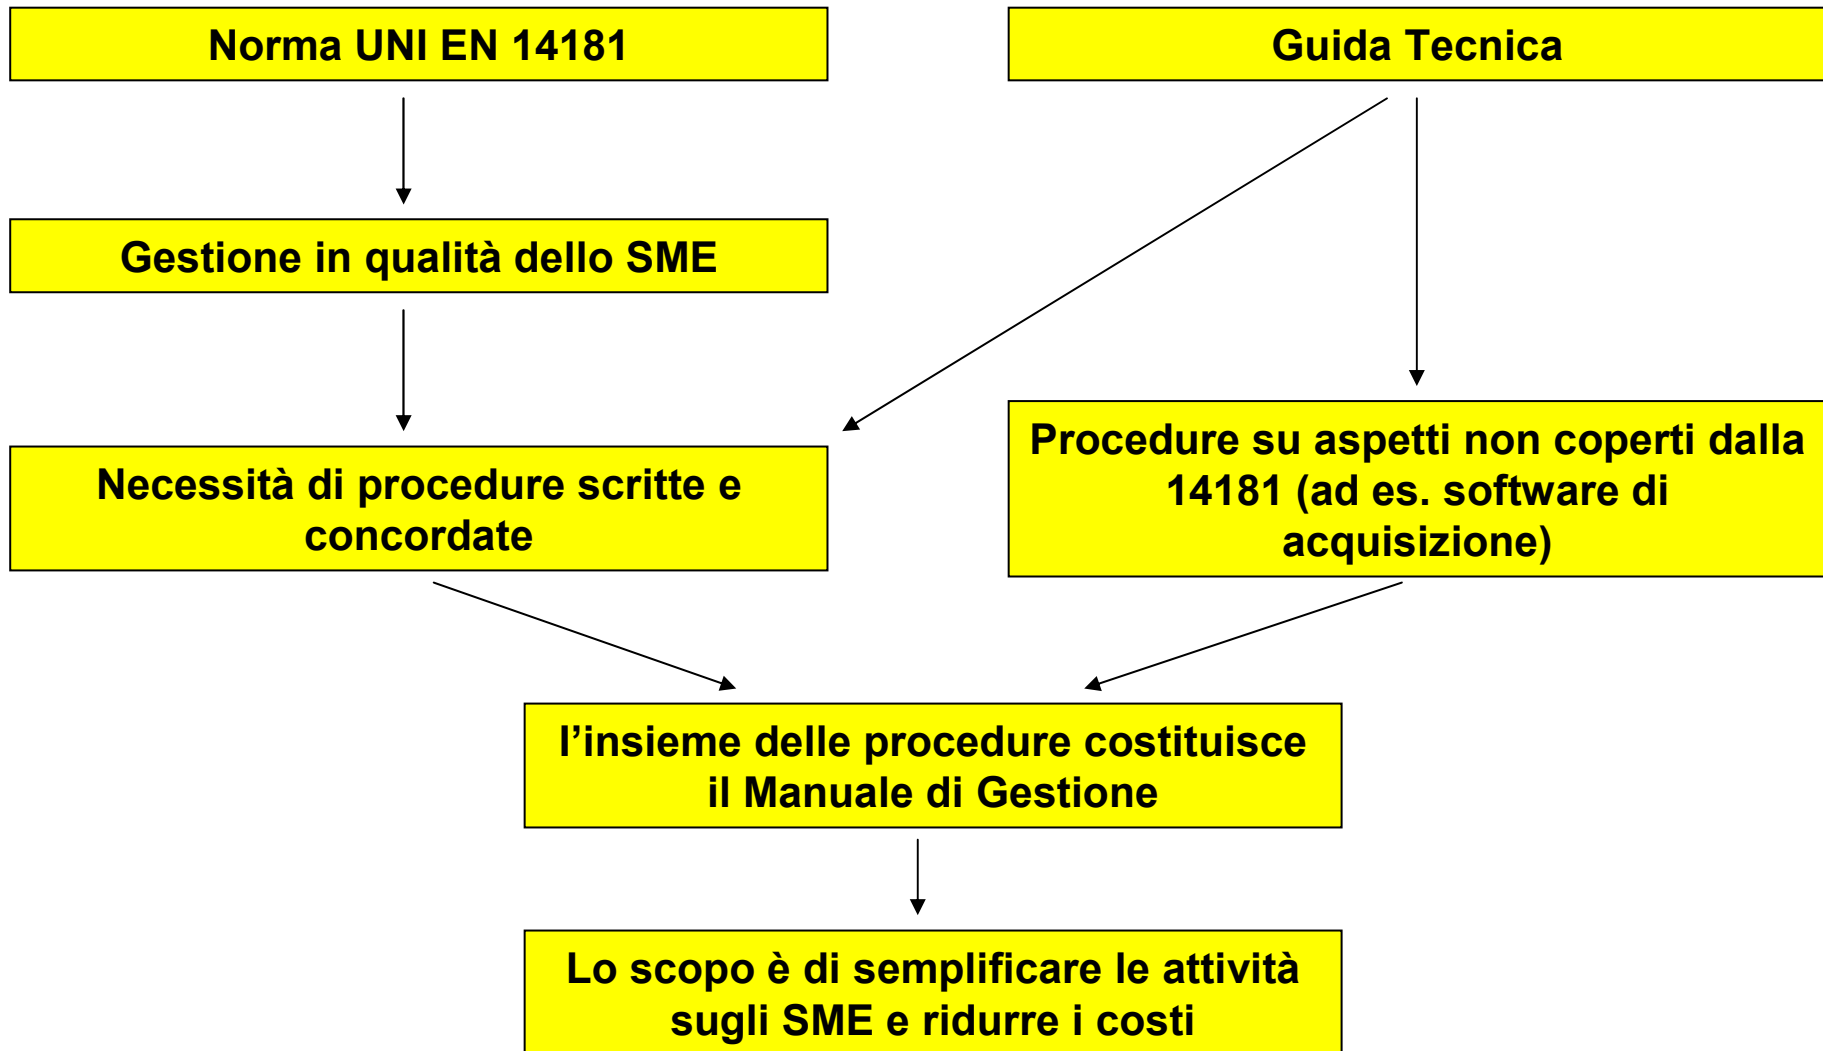 Norma UNI EN 14181
Guida Tecnica
Gestione in qualità dello SME
Necessità di procedure scritte e
concordate
Procedure su aspetti non coperti dalla
14181 (ad es. software di
acquisizione)
l’insieme delle procedure costituisce
il Manuale di Gestione
Lo scopo è di semplificare le attività
sugli SME e ridurre i costi